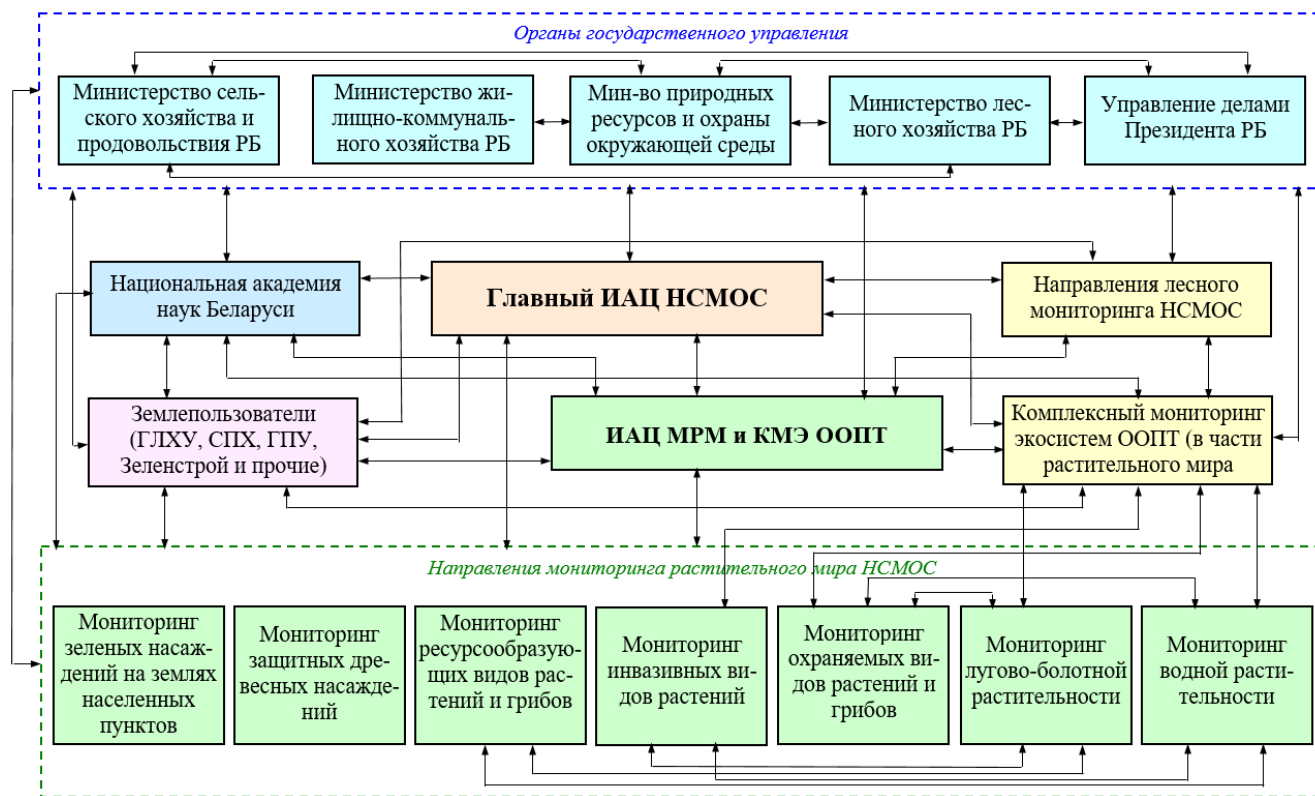 Органы государственного управления
Министерство сель-
ского хозяйства и
продовольствия РБ
Министерство жи-
лищно-коммуналь-
ного хозяйства РБ
Мин-во природных
ресурсов и охраны
окружающей среды
Министерство лес-
ного хозяйства РБ
Управление делами
Президента РБ
Национальная академия
наук Беларуси
Главный ИАЦ НСМОС
Направления лесного
мониторинга НСМОС
Землепользователи
(ГЛХУ, СПХ, ГПУ,
Зеленстрой и прочие)
ИАЦ МРМ и КМЭ ООПТ
Комплексный мониторинг
экосистем ООПТ (в части
растительного мира
Направления мониторинга растительного мира НСМОС
Мониторинг
зеленых насаж-
дений на землях
населенных
пунктов
Мониторинг
защитных дре-
весных насажде-
ний
Мониторинг
ресурсообразую-
щих видов рас-
тений и грибов
Мониторинг
инвазивных ви-
дов растений
Мониторинг
охраняемых ви-
дов растений и
грибов
Мониторинг
лугово-болотной
растительности
Мониторинг
водной расти-
тельности